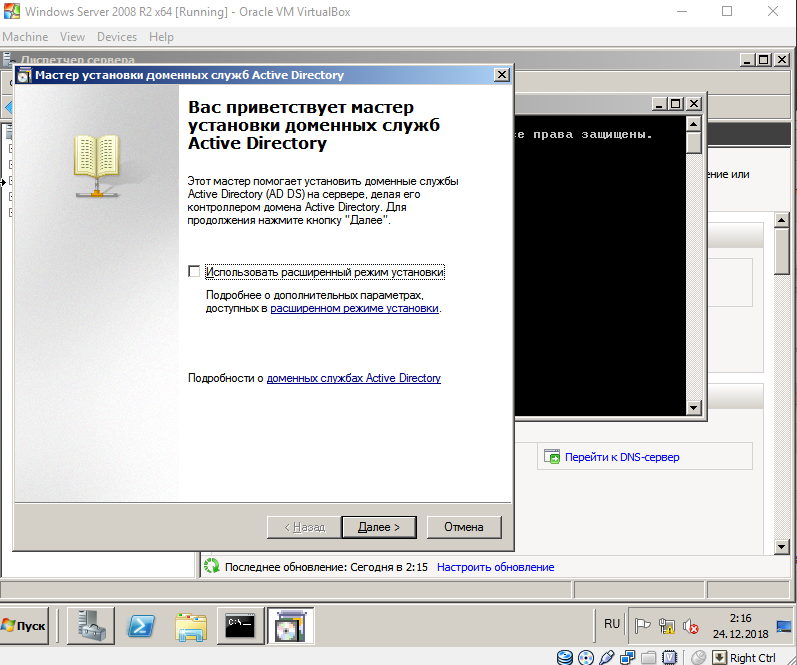 Windows Server 2008 R2 x64 [Running] - Oracle VM VirtualBox
Machine View Devices Help
Диспетчер сервера
Мастер установки доменных служб Active Directory
Вас приветствует мастер
установки доменных служб
Active Directory
Этот мастер помогает установить доменные службы
Active Directory (AD DS) на сервере, делая его
контроллером домена Active Directory. Для
продолжения нажмите кнопку "Далее".
Использовать расширенный режим установки
Подробнее о дополнительных параметрах,
доступных в расширенном режиме установки.
Подробности о доменных службах Active Directory
< Назад
Далее >
Отмена
се права защищены.
ение или
Перейти к DNS-сервер
Последнее обновление: Сегодня в 2:15 Настроить обновление
Пуск
C:\_
RU
2:16
24.12.2018
Right Ctrl